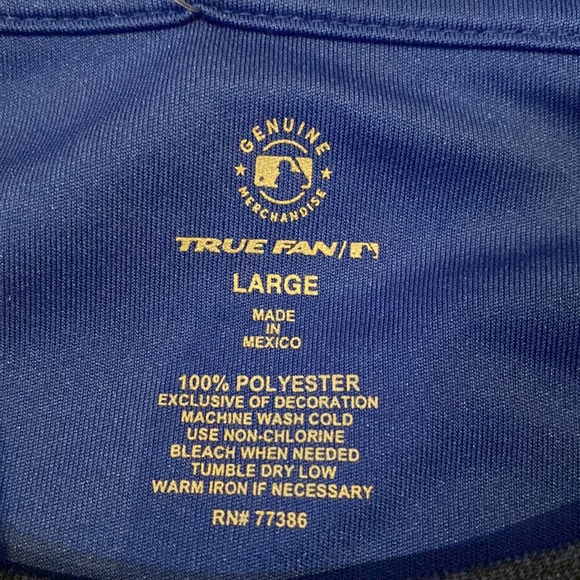 GENUINE
MERCHANDISE
TRUE FAN/
LARGE
MADE
IN
MEXICO
100% POLYESTER
EXCLUSIVE OF DECORATION
MACHINE WASH COLD
USE NON-CHLORINE
BLEACH WHEN NEEDED
TUMBLE DRY LOW
WARM IRON IF NECESSARY
RN# 77386